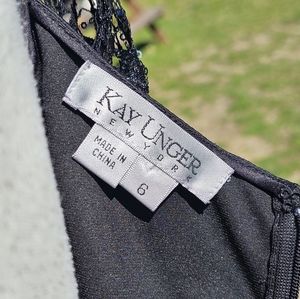 KAY UNGER
NEW YORK
MADE IN
CHINA
6